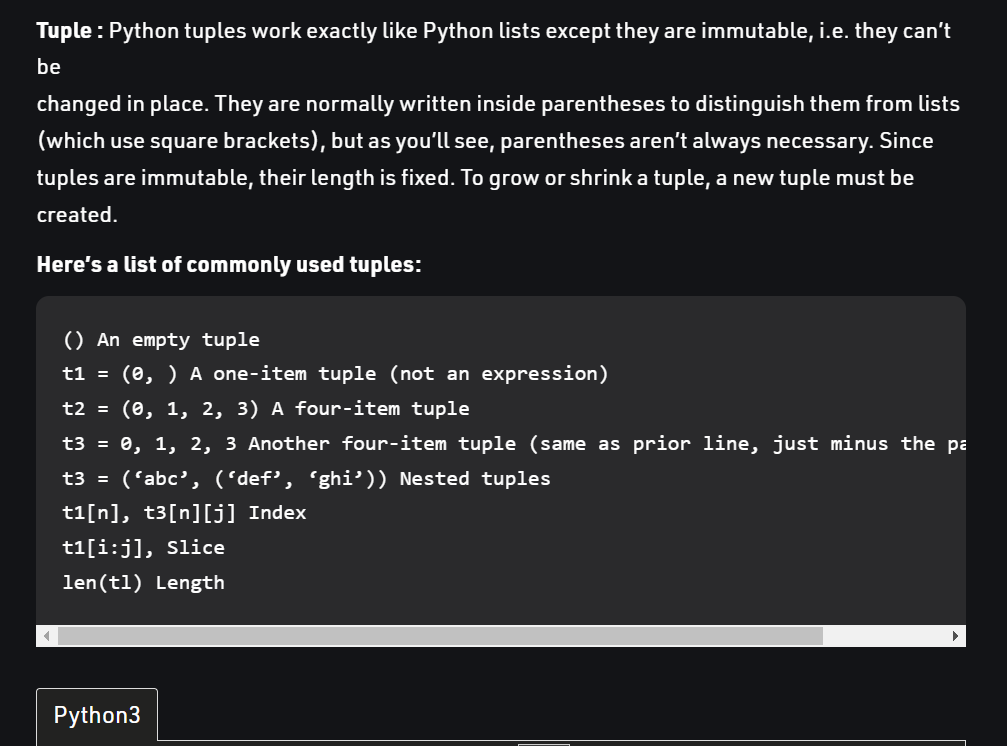 Tuple : Python tuples work exactly like Python lists except they are immutable, i.e. they can’t
be
changed in place. They are normally written inside parentheses to distinguish them from lists
(which use square brackets), but as you’ll see, parentheses aren’t always necessary. Since
tuples are immutable, their length is fixed. To grow or shrink a tuple, a new tuple must be
created.
Here’s a list of commonly used tuples:
() An empty tuple
t1 = (0, ) A one-item tuple (not an expression)
t2 = (0, 1, 2, 3) A four-item tuple
t3 = 0, 1, 2, 3 Another four-item tuple (same as prior line, just minus the
t3 = (‘abc’, (‘def’, ‘ghi’)) Nested tuples
t1[n], t3[n][j] Index
t1[i:j], Slice
len(tl) Length
Python3